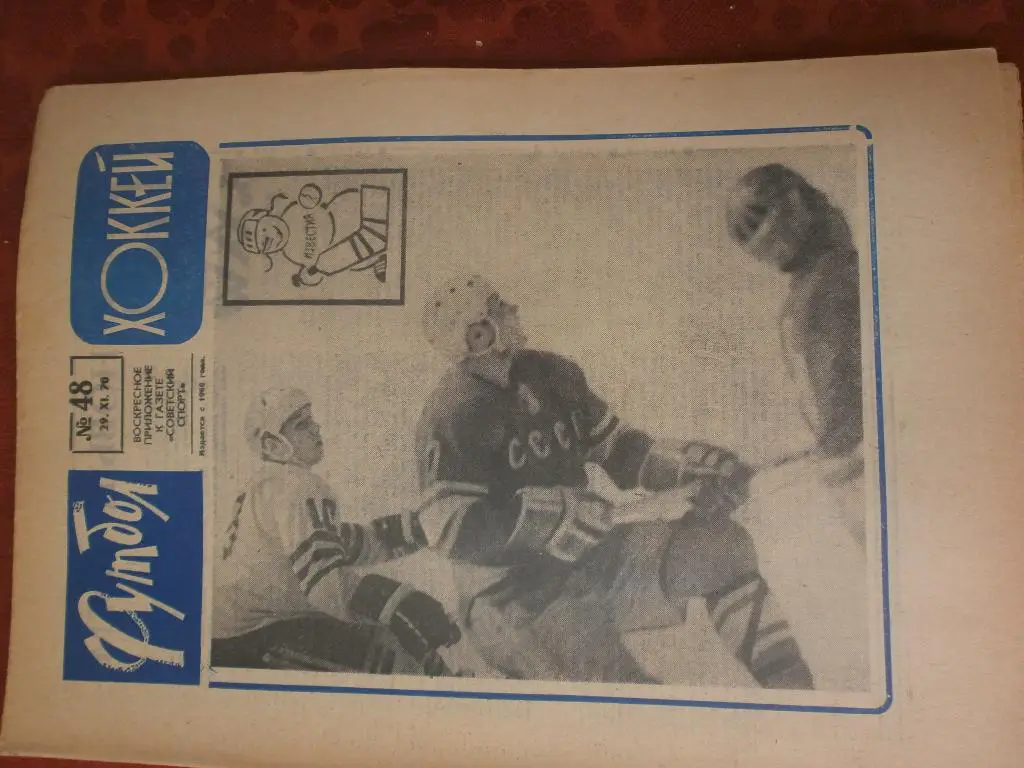 Футбол
№ 48
29. XI. 70
ВОСКРЕСНОЕ
ПРИЛОЖЕНИЕ
К ГАЗЕТЕ
«СОВЕТСКИЙ
СПОРТ»
Издается с 1960 года.
ХОККЕЙ
ИЗВЕСТИЯ
СССР